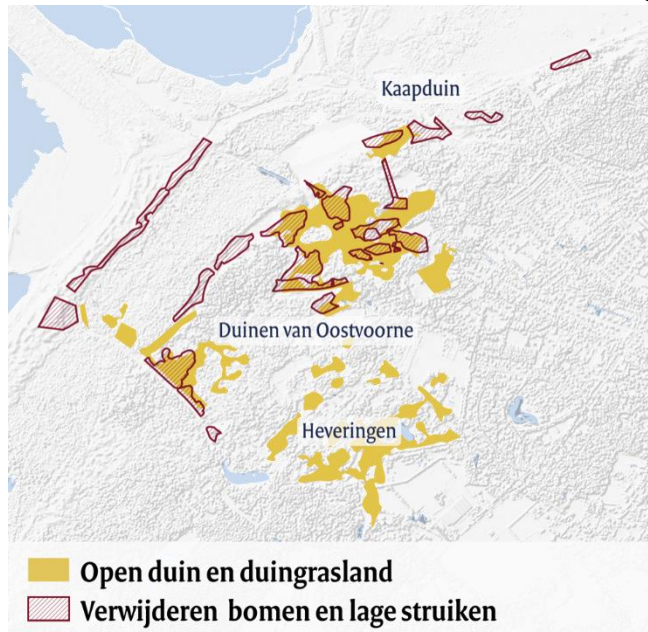 Kaapduin
Duinen van Oostvoorne
Heveringen
Open duin en duingrasland
Verwijderen bomen en lage struiken